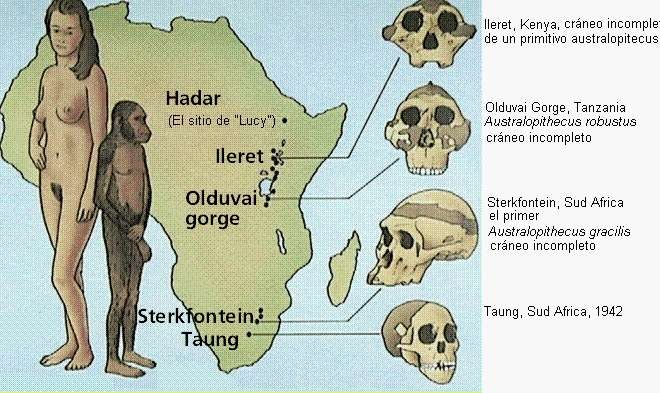 Hadar
(El sitio de "Lucy")
Ileret
Olduvai
gorge
Sterkfontein
Taung
Ileret, Kenya, cráneo incomple
de un primitivo australopitecus
Olduvai Gorge, Tanzania
Australopithecus robustus
cráneo incompleto
Sterkfontein, Sud Africa
el primer
Australopithecus gracilis
cráneo incompleto
Taung, Sud Africa, 1942